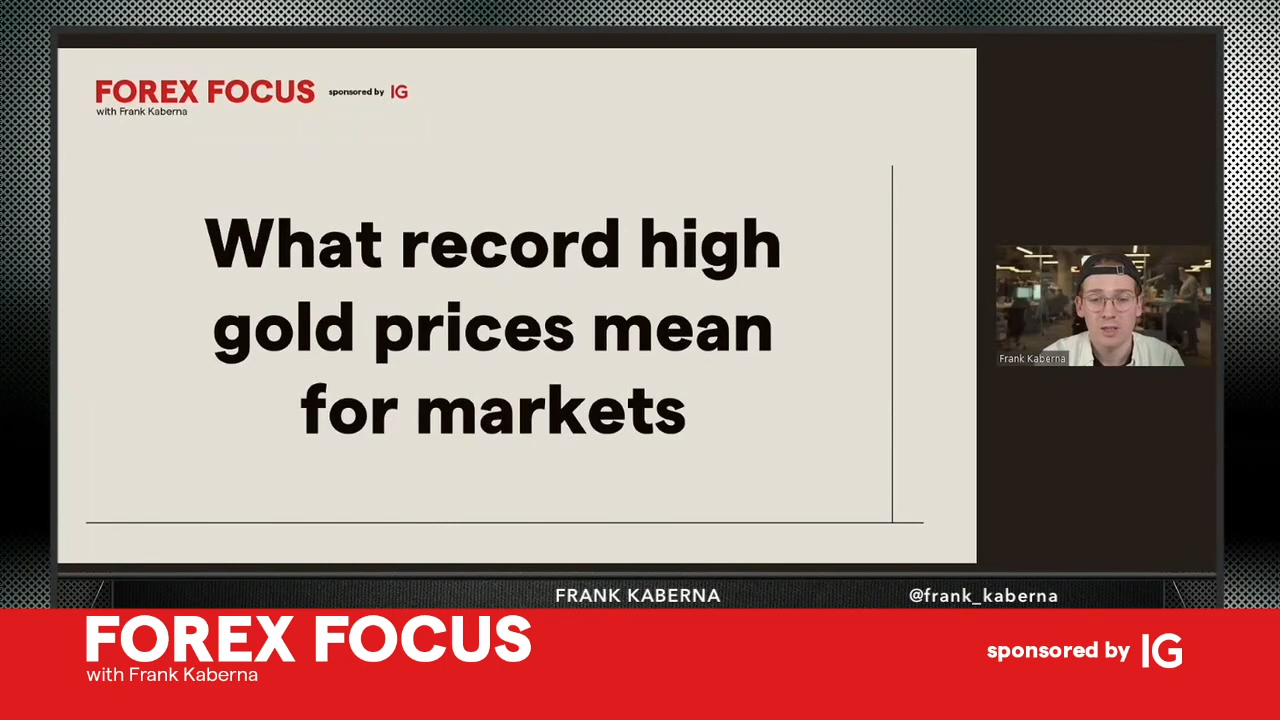 FOREX FOCUS sponsored by IG
with Frank Kaberna
What record high
gold prices mean
for markets
Frank Kaberna
FRANK KABERNA @frank_kaberna
FOREX FOCUS
with Frank Kaberna
sponsored by IG